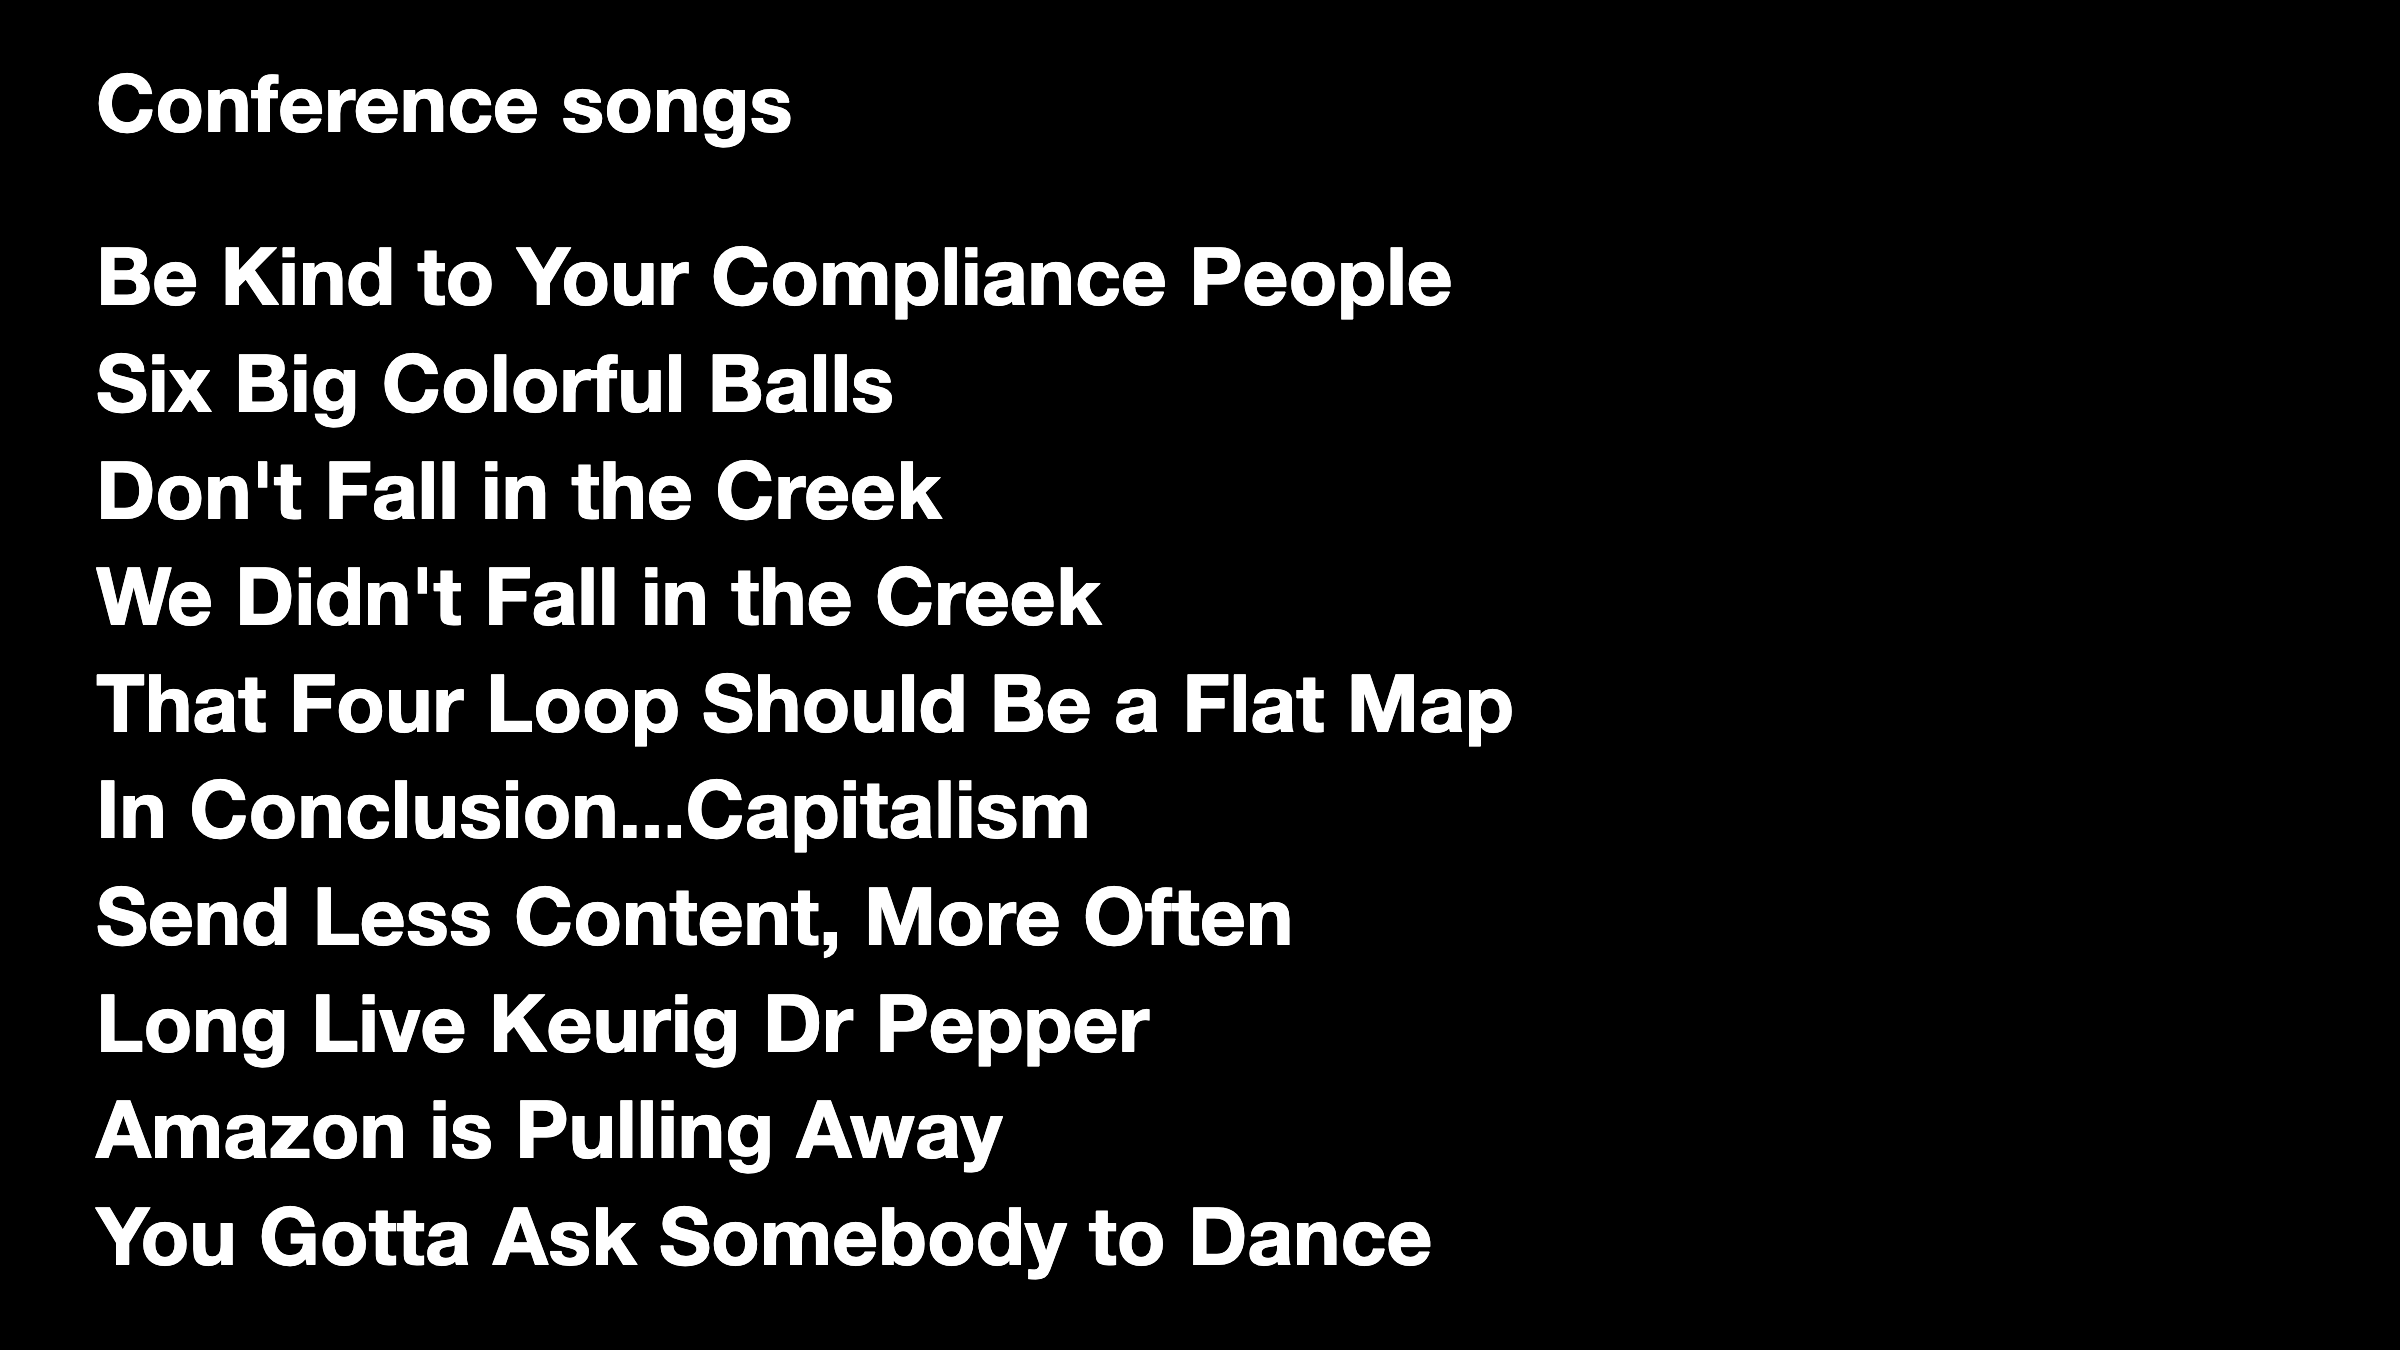 Conference songs
Be Kind to Your Compliance People
Six Big Colorful Balls
Don't Fall in the Creek
We Didn't Fall in the Creek
That Four Loop Should Be a Flat Map
In Conclusion...Capitalism
Send Less Content, More Often
Long Live Keurig Dr Pepper
Amazon is Pulling Away
You Gotta Ask Somebody to Dance